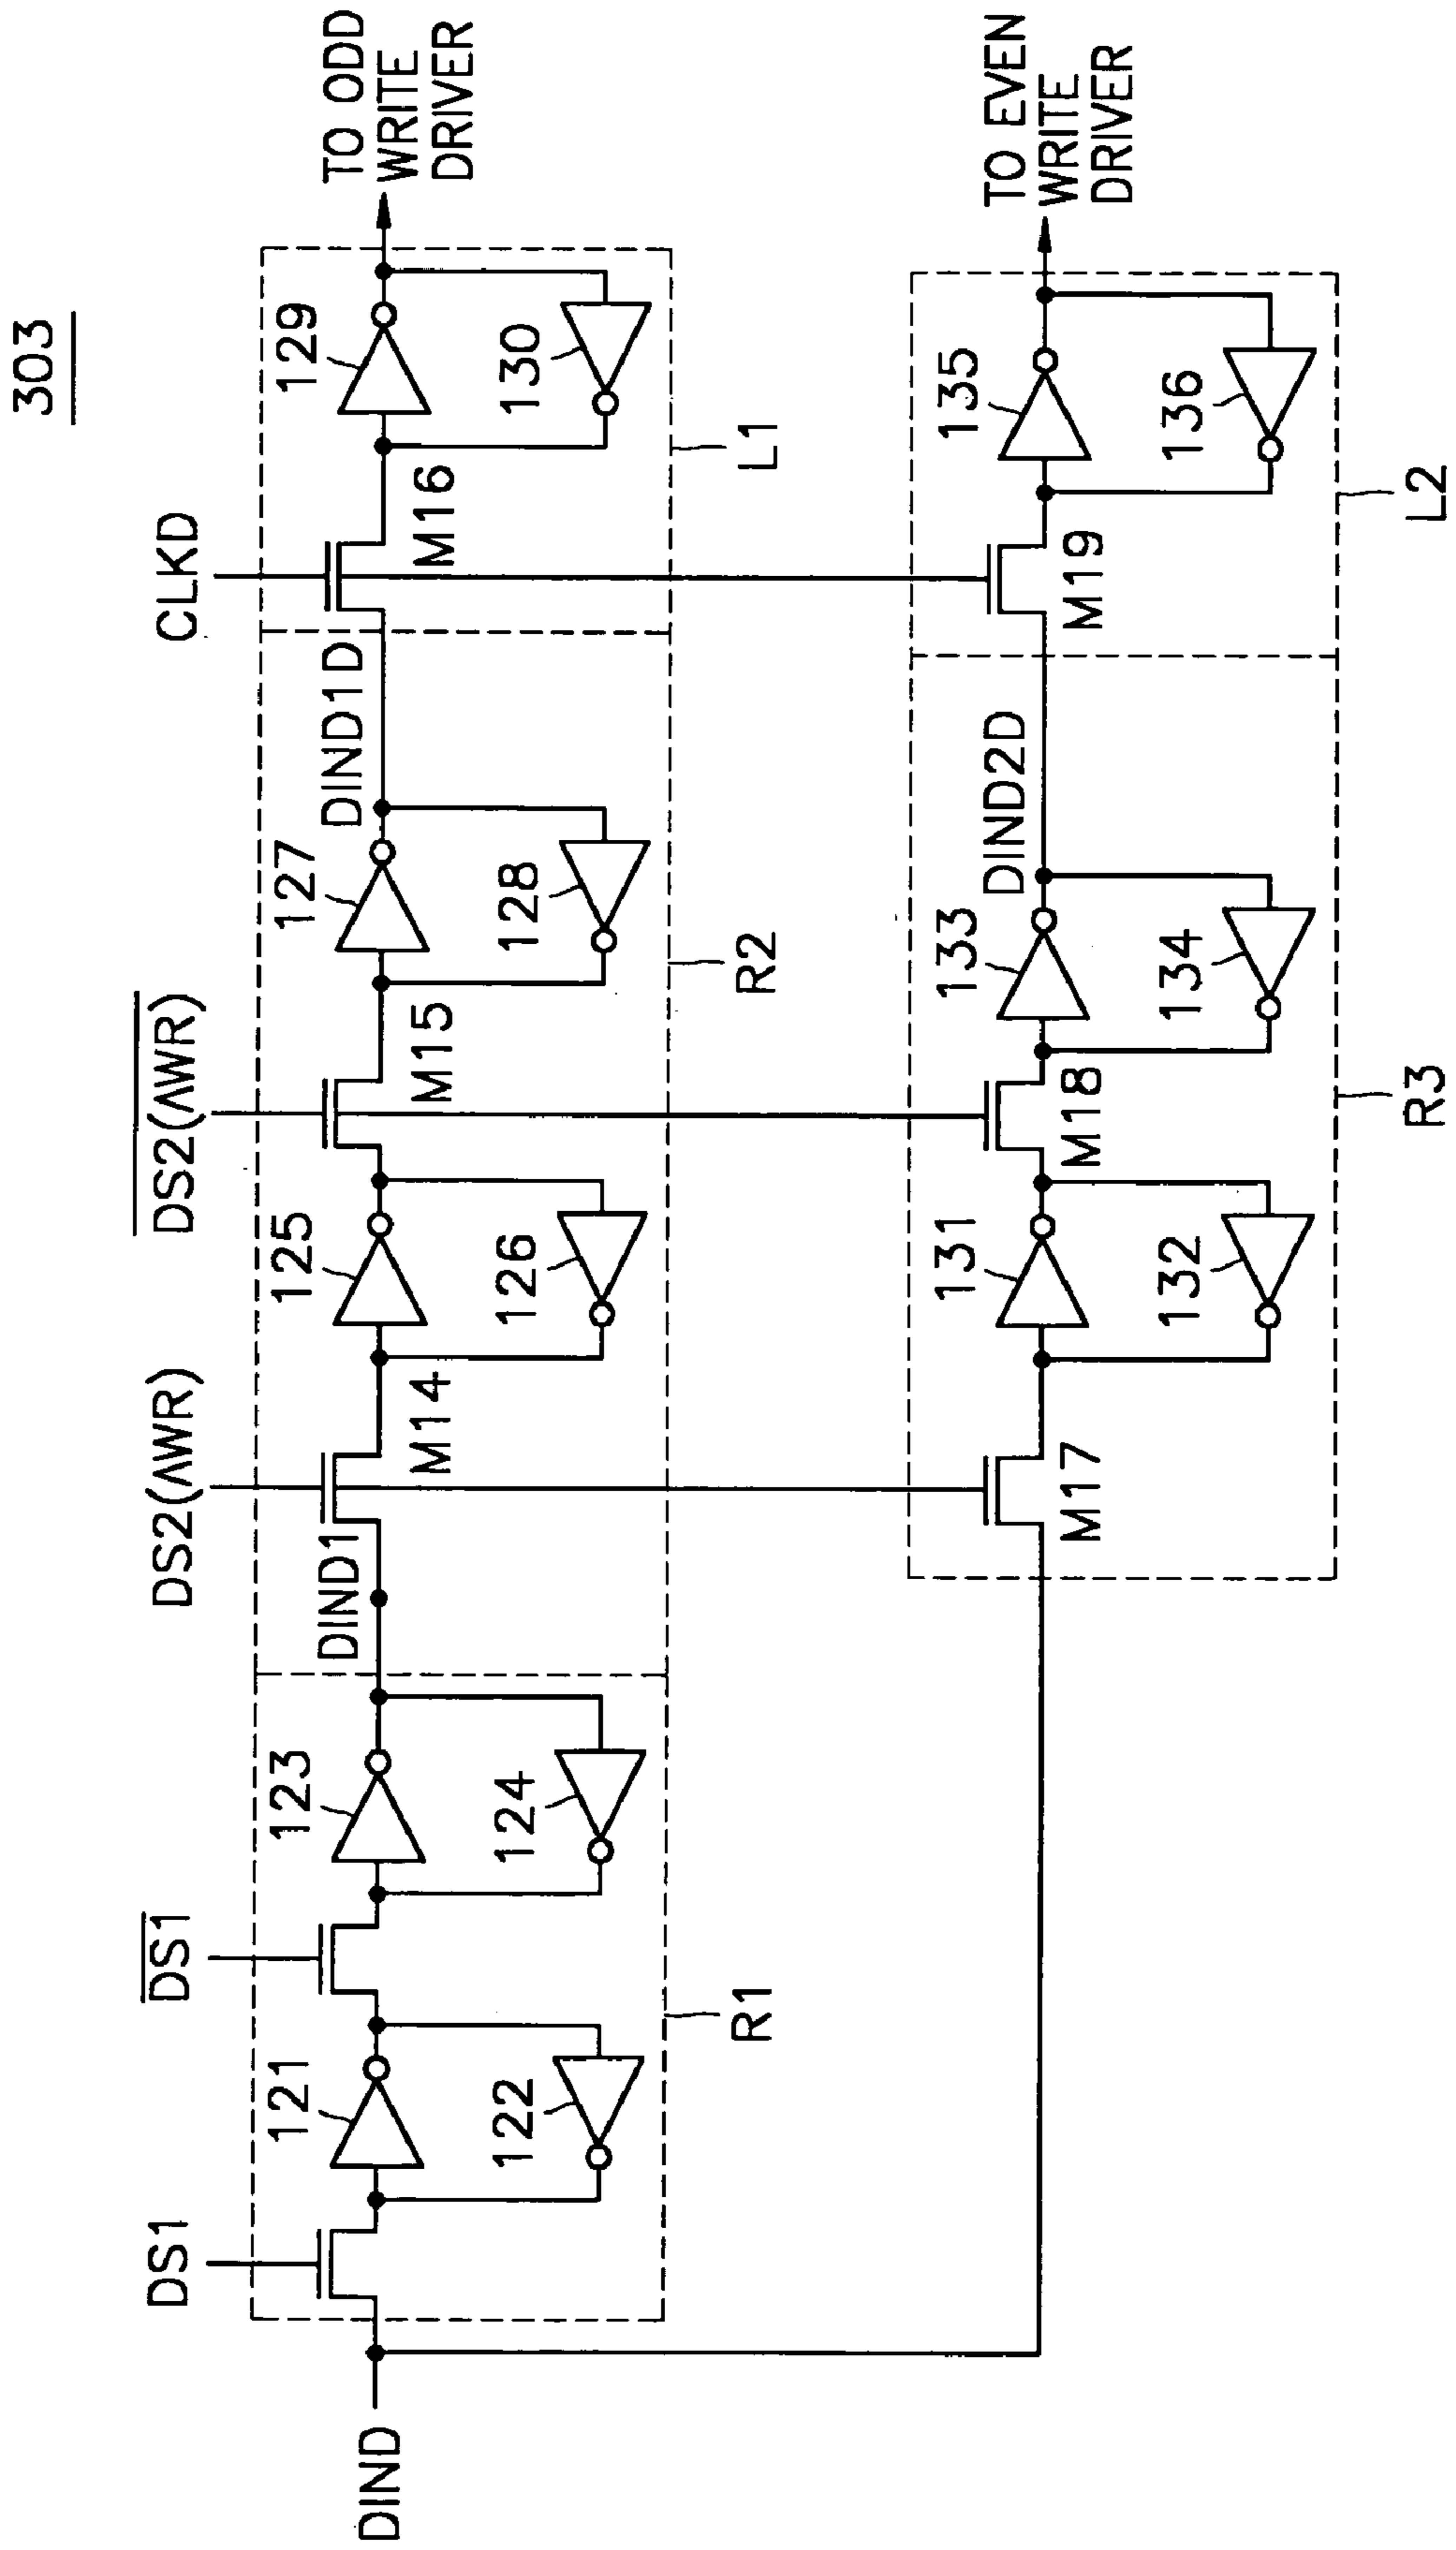 303
CLKD
DS2(ΛWR)
DS2(ΛWR)
DS1
DS1
DIND
121
122
123
124
DIND1
M14
125
126
M15
127
128
DIND1D
M16
129
130
TO ODD
WRITE
DRIVER
R1
R2
L1
M17
131
132
M18
133
134
DIND2D
M19
135
136
TO EVEN
WRITE
DRIVER
R3
L2